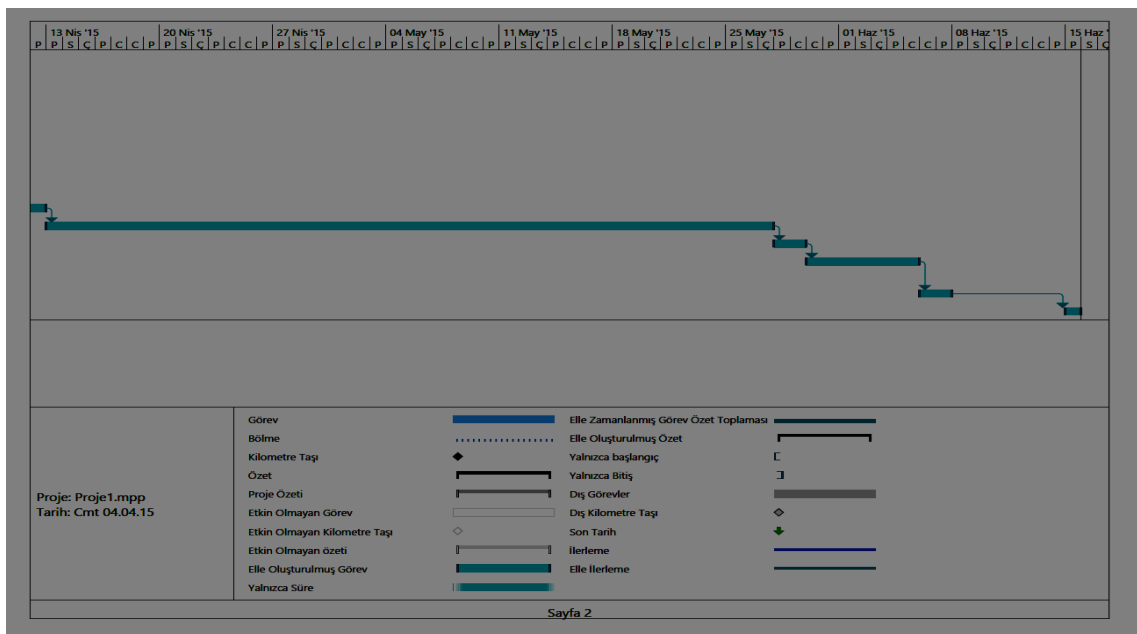 13 Nis '15 20 Nis '15 27 Nis '15 04 May '15 11 May '15 18 May '15 25 May '15 01 Haz '15 08 Haz '15 15 Haz '
P P S Ç P C C P P S Ç P C C P P S Ç P C C P P S Ç P C C P P S Ç P C C P P S Ç P C C P P S Ç P C C P P S Ç P C C P P S Ç P C C P P S Ç
Görev
Bölme
Kilometre Taşı
Özet
Proje Özeti
Etkin Olmayan Görev
Etkin Olmayan Kilometre Taşı
Etkin Olmayan özeti
Elle Oluşturulmuş Görev
Yalnızca Süre
Elle Zamanlanmış Görev Özet Toplaması
Elle Oluşturulmuş Özet
Yalnızca başlangıç
Yalnızca Bitiş
Dış Görevler
Dış Kilometre Taşı
Son Tarih
İlerleme
Elle İlerleme
Proje: Proje1.mpp
Tarih: Cmt 04.04.15
Sayfa 2